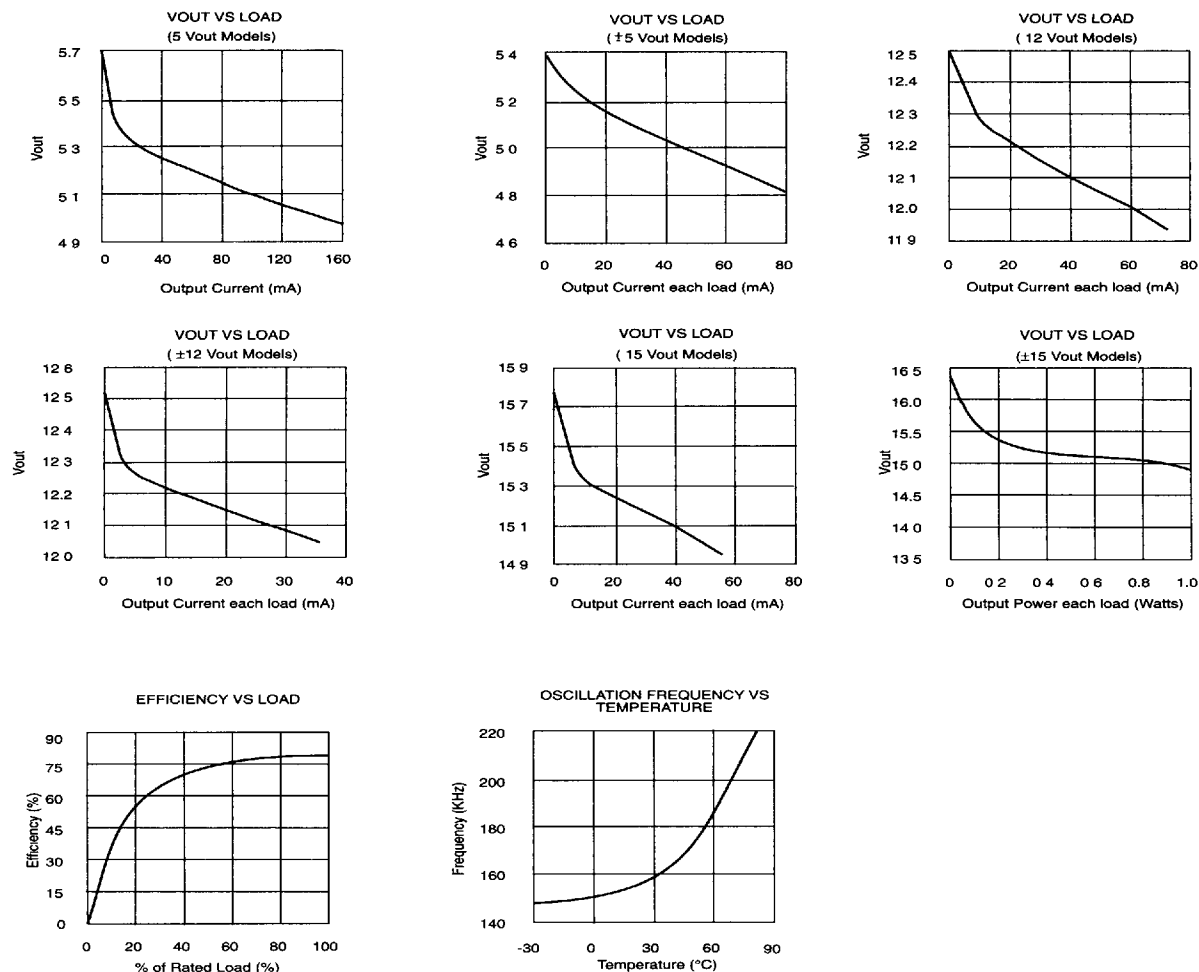 VOUT VS LOAD
(5 Vout Models)
5.7
5 5
5 3
5 1
4 9
Vout
0 40 80 120 160
Output Current (mA)
VOUT VS LOAD
( ±5 Vout Models)
5 4
5 2
5 0
4 8
4 6
Vout
0 20 40 60 80
Output Current each load (mA)
VOUT VS LOAD
( 12 Vout Models)
12 5
12.4
12.3
12.2
12.1
12.0
11 9
Vout
0 20 40 60 80
Output Current each load (mA)
VOUT VS LOAD
( ±12 Vout Models)
12 6
12 5
12 4
12.3
12.2
12 1
12 0
Vout
0 10 20 30 40
Output Current each load (mA)
VOUT VS LOAD
( 15 Vout Models)
15 9
15 7
15.5
15.3
15 1
14 9
Vout
0 20 40 60 80
Output Current each load (mA)
VOUT VS LOAD
(±15 Vout Models)
16 5
16.0
15.5
15 0
14.5
14 0
13 5
Vout
0 0 2 0.4 0 6 0.8 1.0
Output Power each load (Watts)
EFFICIENCY VS LOAD
90
75
60
45
30
15
0
Efficiency (%)
0 20 40 60 80 100
% of Rated Load (%)
OSCILLATION FREQUENCY VS
TEMPERATURE
220
200
180
160
140
Frequency (KHz)
-30 0 30 60 90
Temperature (°C)